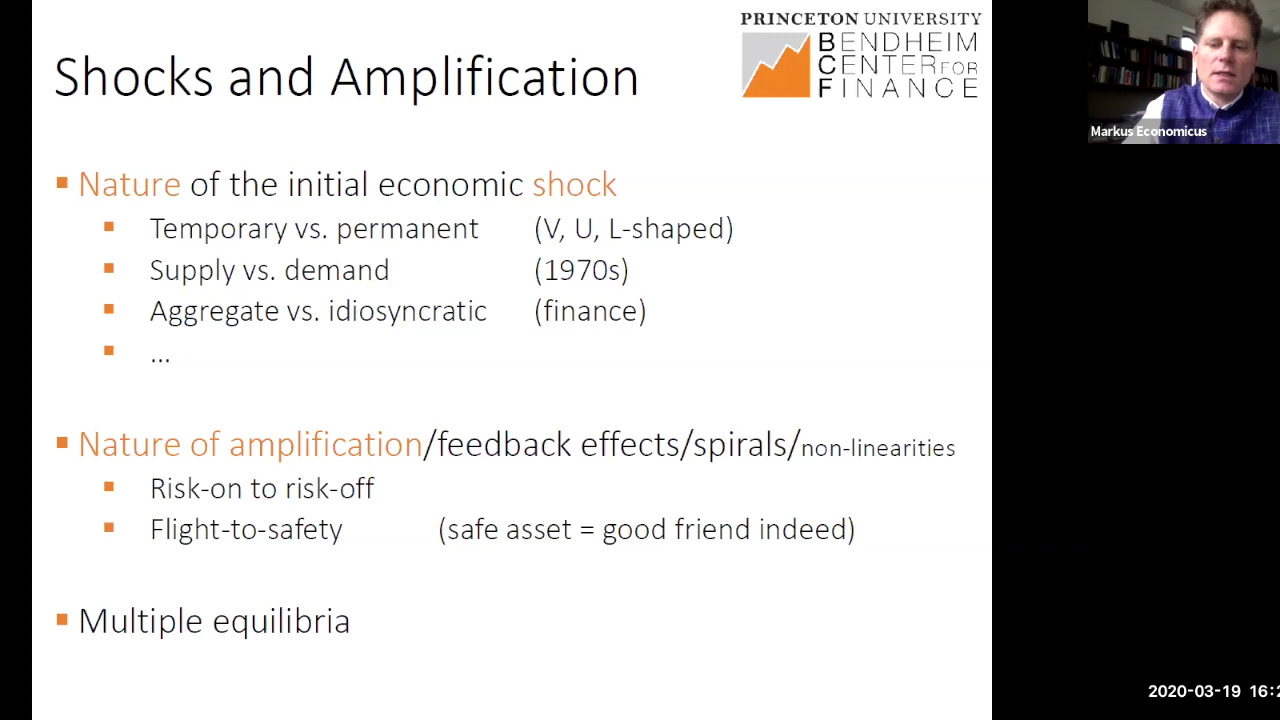 PRINCETON UNIVERSITY
BENDHEIM
CENTER FOR
FINANCE
Shocks and Amplification
Markus Economicus
▪ Nature of the initial economic shock
▪ Temporary vs. permanent (V, U, L-shaped)
▪ Supply vs. demand (1970s)
▪ Aggregate vs. idiosyncratic (finance)
▪ ...
▪ Nature of amplification/feedback effects/spirals/non-linearities
▪ Risk-on to risk-off
▪ Flight-to-safety (safe asset = good friend indeed)
▪ Multiple equilibria
2020-03-19 16:2